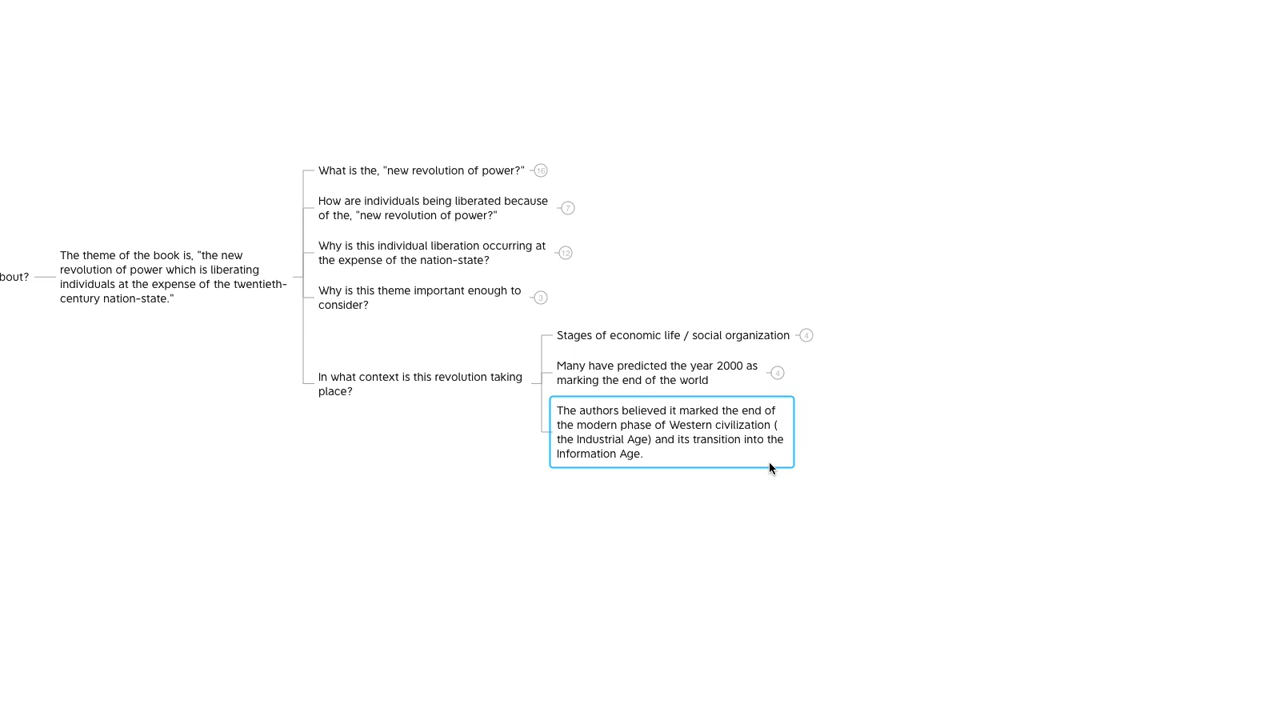 What is the, "new revolution of power?" 16
How are individuals being liberated because
of the, "new revolution of power?" 7
Why is this individual liberation occurring at
the expense of the nation-state? 12
bout?
The theme of the book is, "the new
revolution of power which is liberating
individuals at the expense of the twentieth-
century nation-state."
Why is this theme important enough to
consider? 3
In what context is this revolution taking
place?
Stages of economic life / social organization 4
Many have predicted the year 2000 as
marking the end of the world 4
The authors believed it marked the end of
the modern phase of Western civilization (
the Industrial Age) and its transition into the
Information Age.